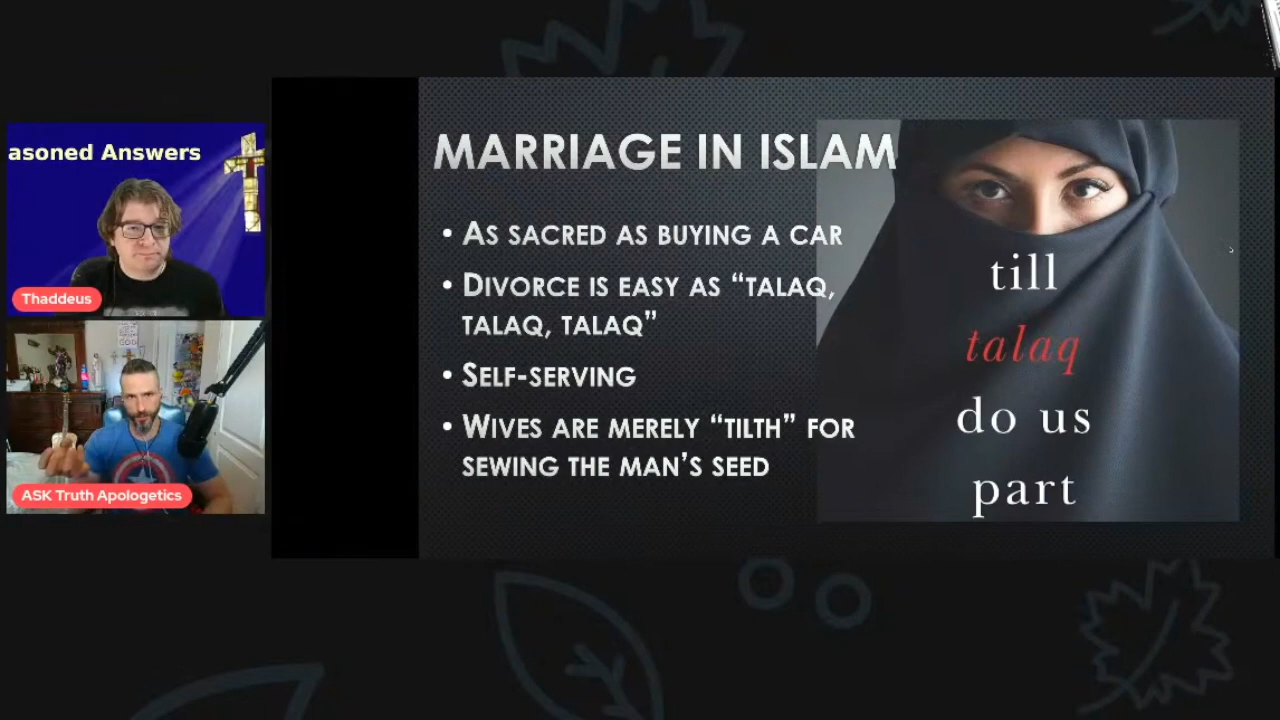 asoned Answers
Thaddeus
ASK Truth Apologetics
MARRIAGE IN ISLAM
• AS SACRED AS BUYING A CAR
• DIVORCE IS EASY AS “TALAQ,
TALAQ, TALAQ”
• SELF-SERVING
• WIVES ARE MERELY “TILTH” FOR
SEWING THE MAN’S SEED
till
talaq
do us
part